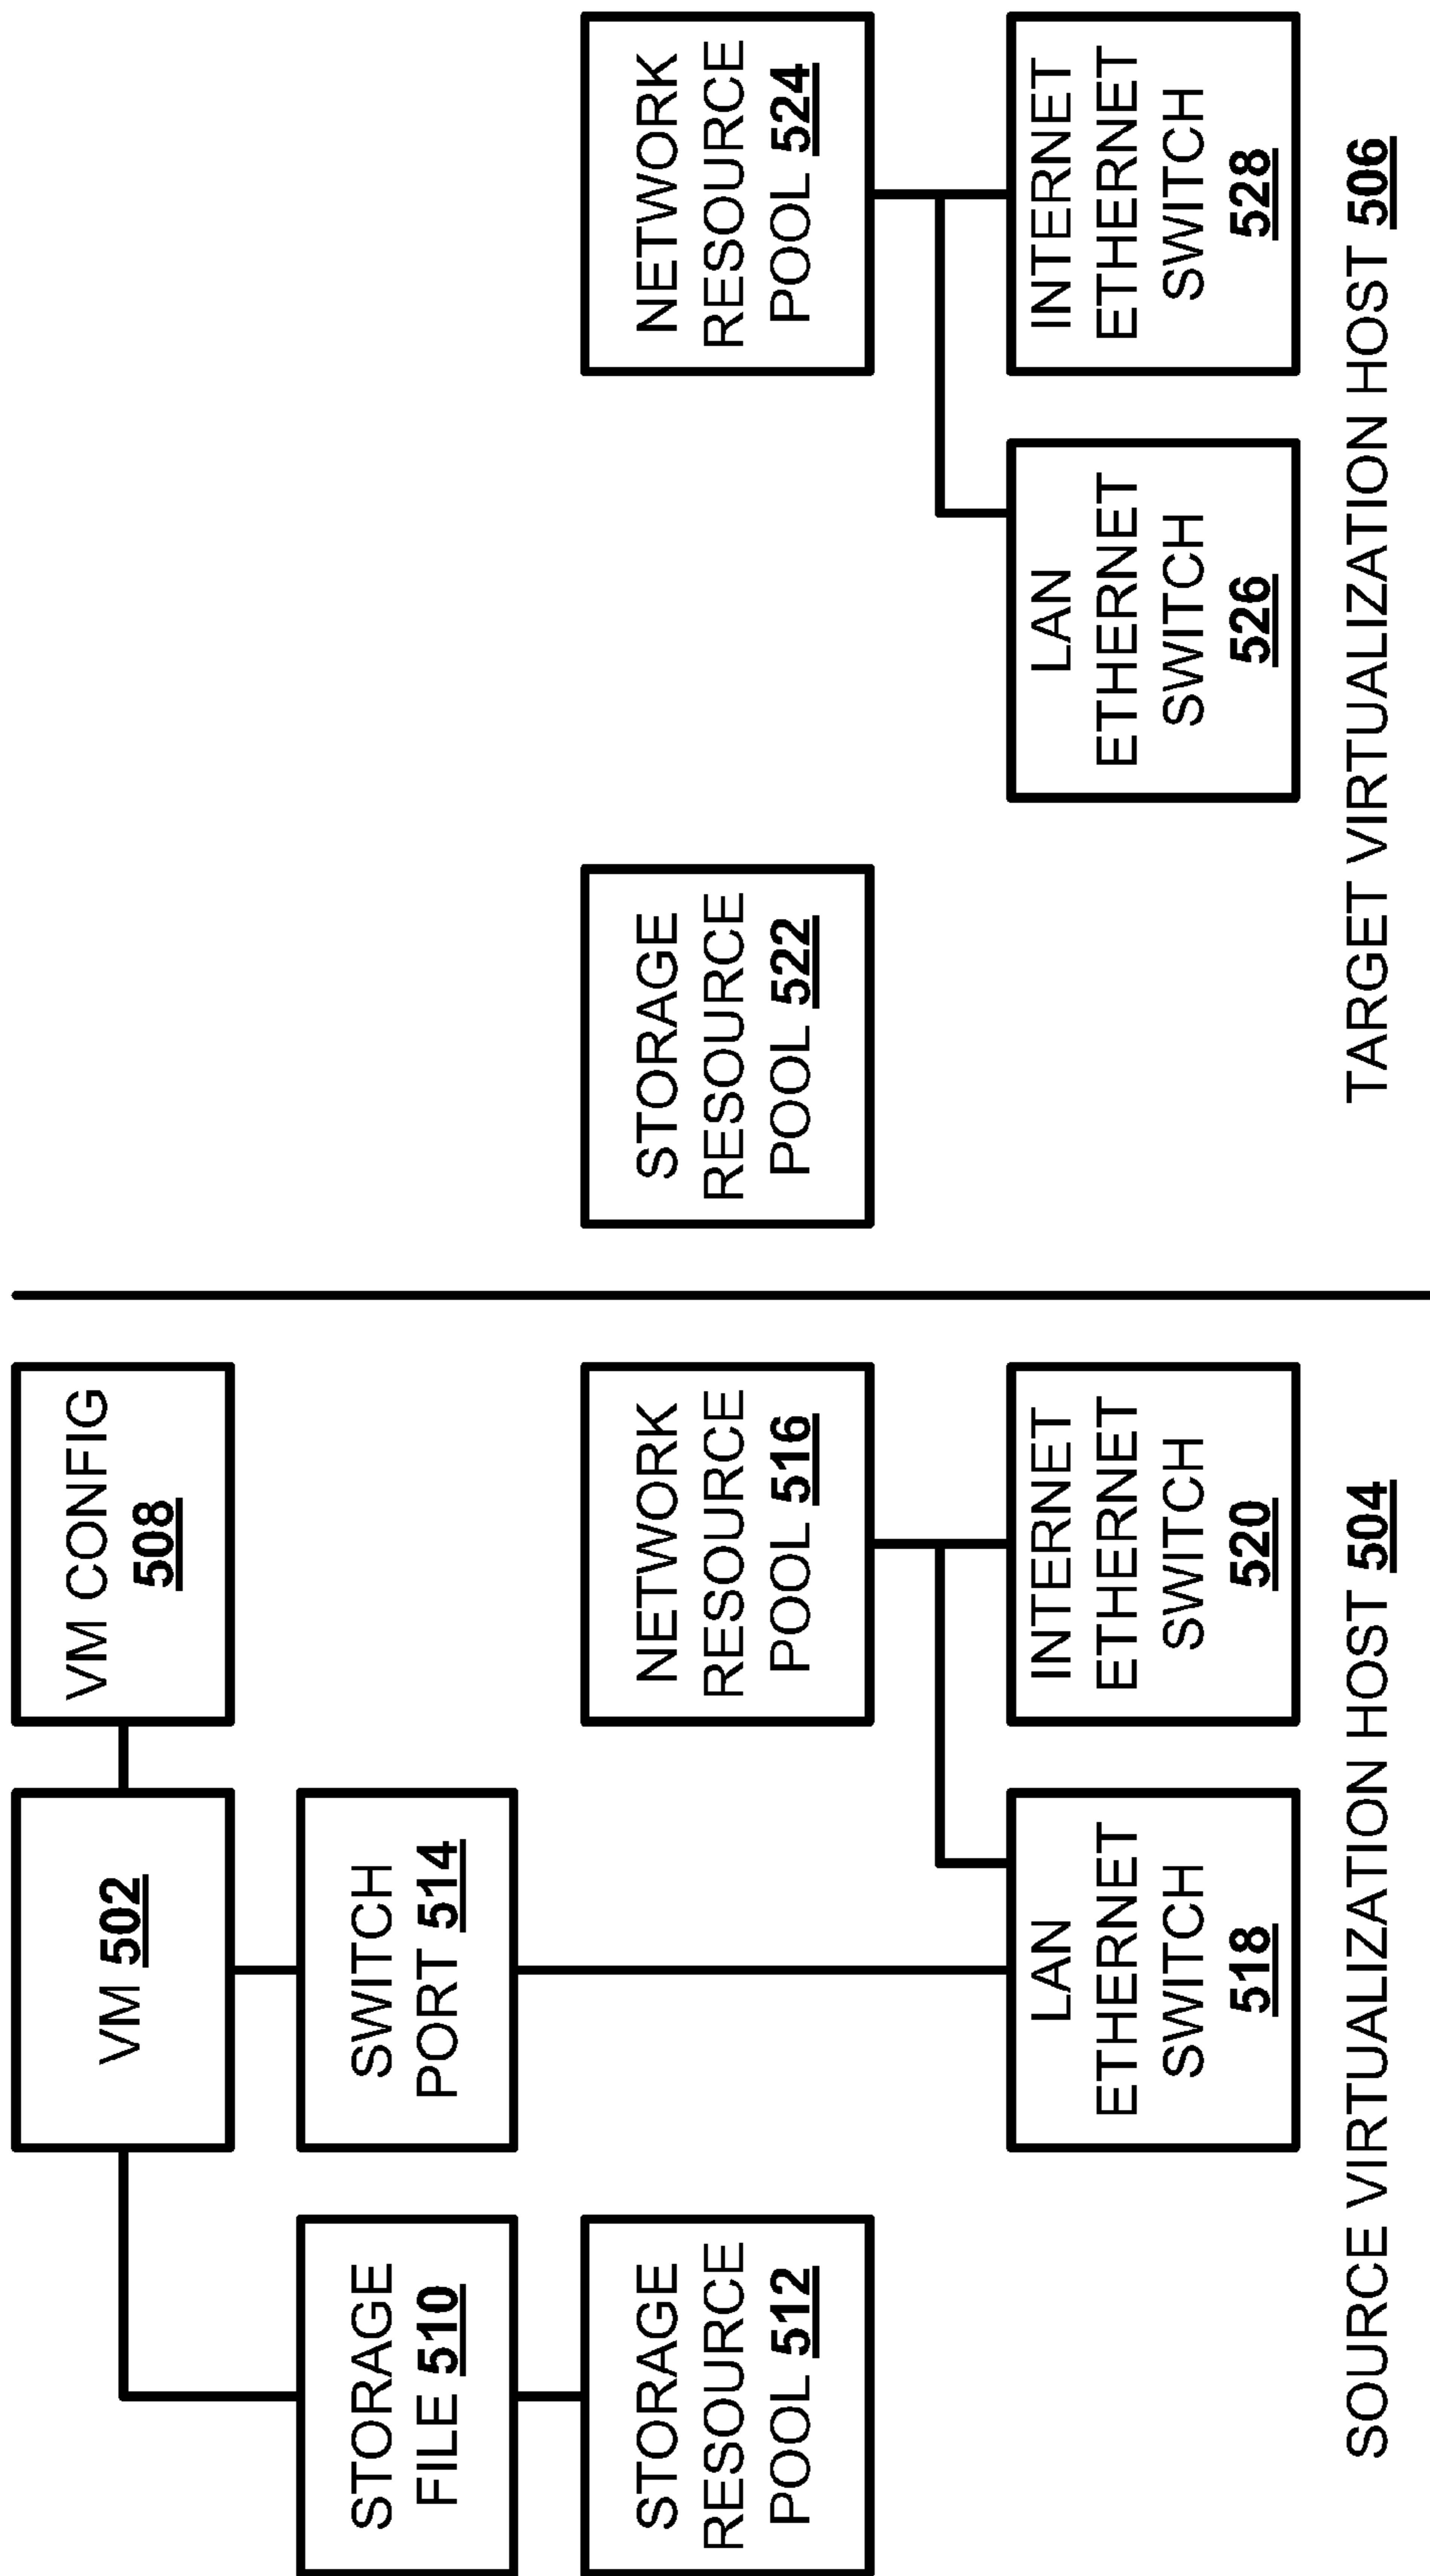 VM 502
VM CONFIG
508
STORAGE
FILE 510
SWITCH
PORT 514
STORAGE
RESOURCE
POOL 512
NETWORK
RESOURCE
POOL 516
LAN
ETHERNET
SWITCH
518
INTERNET
ETHERNET
SWITCH
520
SOURCE VIRTUALIZATION HOST 504
STORAGE
RESOURCE
POOL 522
NETWORK
RESOURCE
POOL 524
LAN
ETHERNET
SWITCH
526
INTERNET
ETHERNET
SWITCH
528
TARGET VIRTUALIZATION HOST 506